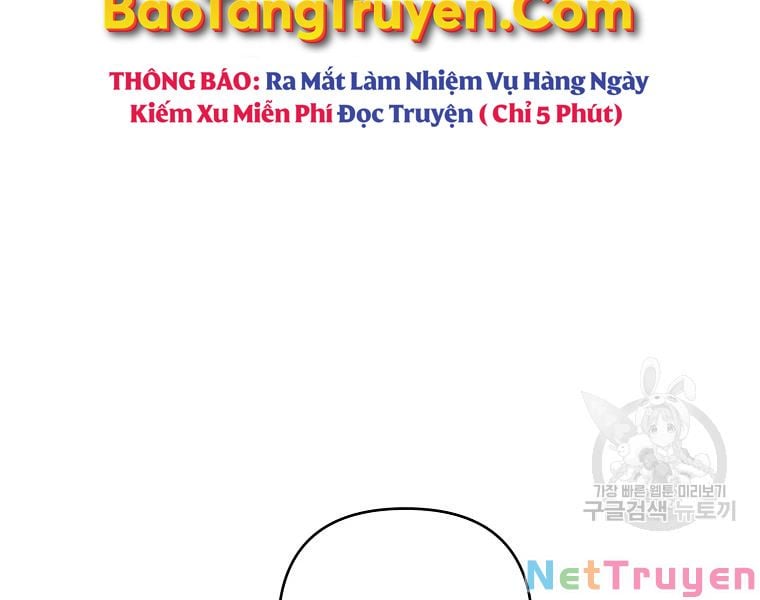 BaoTangTruyen.Com
THÔNG BÁO: Ra Mắt Làm Nhiệm Vụ Hàng Ngày
Kiếm Xu Miễn Phí Đọc Truyện ( Chỉ 5 Phút)
가장 빠른 웹툰 미리보기
구글검색 뉴토끼
NetTruyen